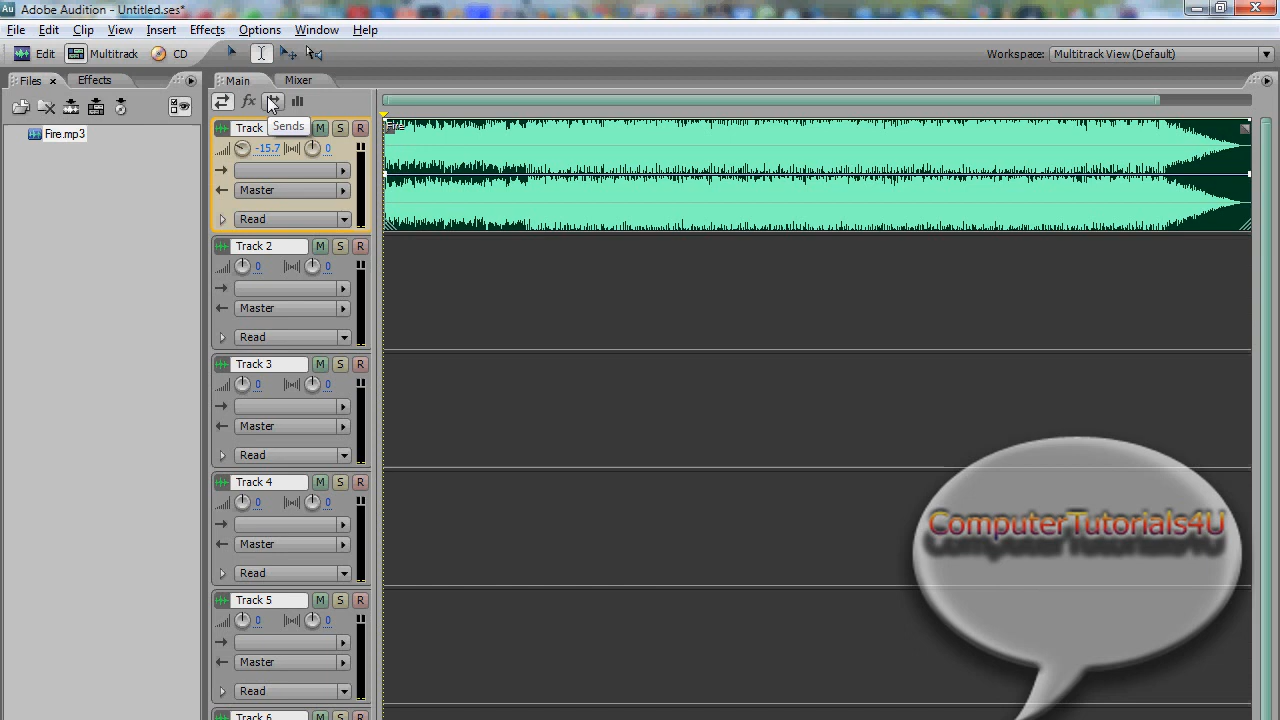 Adobe Audition - Untitled.ses*
File Edit Clip View Insert Effects Options Window Help
Edit Multitrack CD Workspace: Multitrack View (Default)
Files Effects Main Mixer
fx
Sends
Fire.mp3
Track M S R
Fire
-15.7 0
Master
Read
Track 2 M S R
0 0
Master
Read
Track 3 M S R
0 0
Master
Read
Track 4 M S R
0 0
Master
Read
ComputerTutorials4U
Track 5 M S R
0 0
Master
Read
Track 6